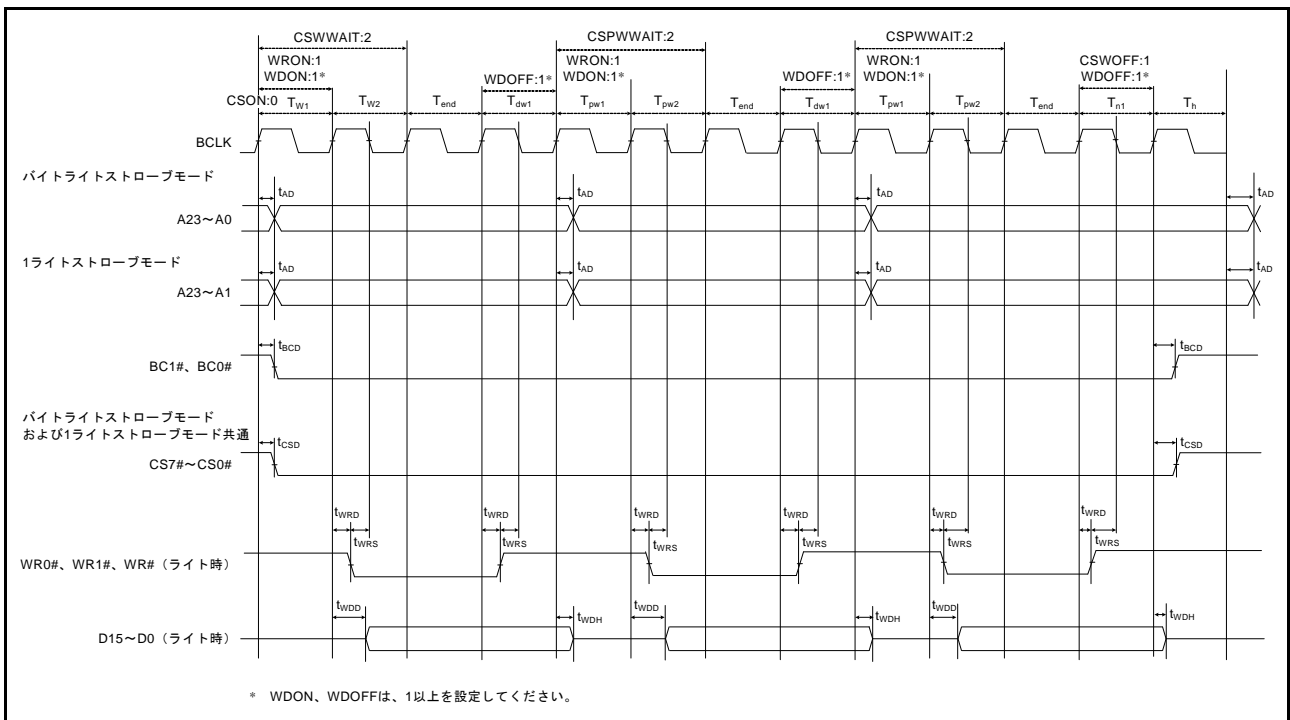 CSWWAIT:2 CSPWWAIT:2 CSPWWAIT:2
WRON:1 WRON:1 WRON:1 CSWOFF:1
WDON:1* WDOFF:1* WDON:1* WDOFF:1* WDON:1* WDOFF:1*
CSON:0 TW1 TW2 Tend Tdw1 Tpw1 Tpw2 Tend Tdw1 Tpw1 Tpw2 Tend Tn1 Th
BCLK
バイトライトストローブモード
tAD tAD tAD tAD
A23~A0
1ライトストローブモード
tAD tAD tAD tAD
A23~A1
tBCD tBCD
BC1#、BC0#
バイトライトストローブモード
および1ライトストローブモード共通
tCSD tCSD
CS7#~CS0#
tWRD tWRD tWRD tWRD tWRD tWRD
tWRS tWRS tWRS tWRS tWRS tWRS
WR0#、WR1#、WR#(ライト時)
tWDD tWDH tWDD tWDH tWDD tWDH
D15~D0(ライト時)
* WDON、WDOFFは、1以上を設定してください。